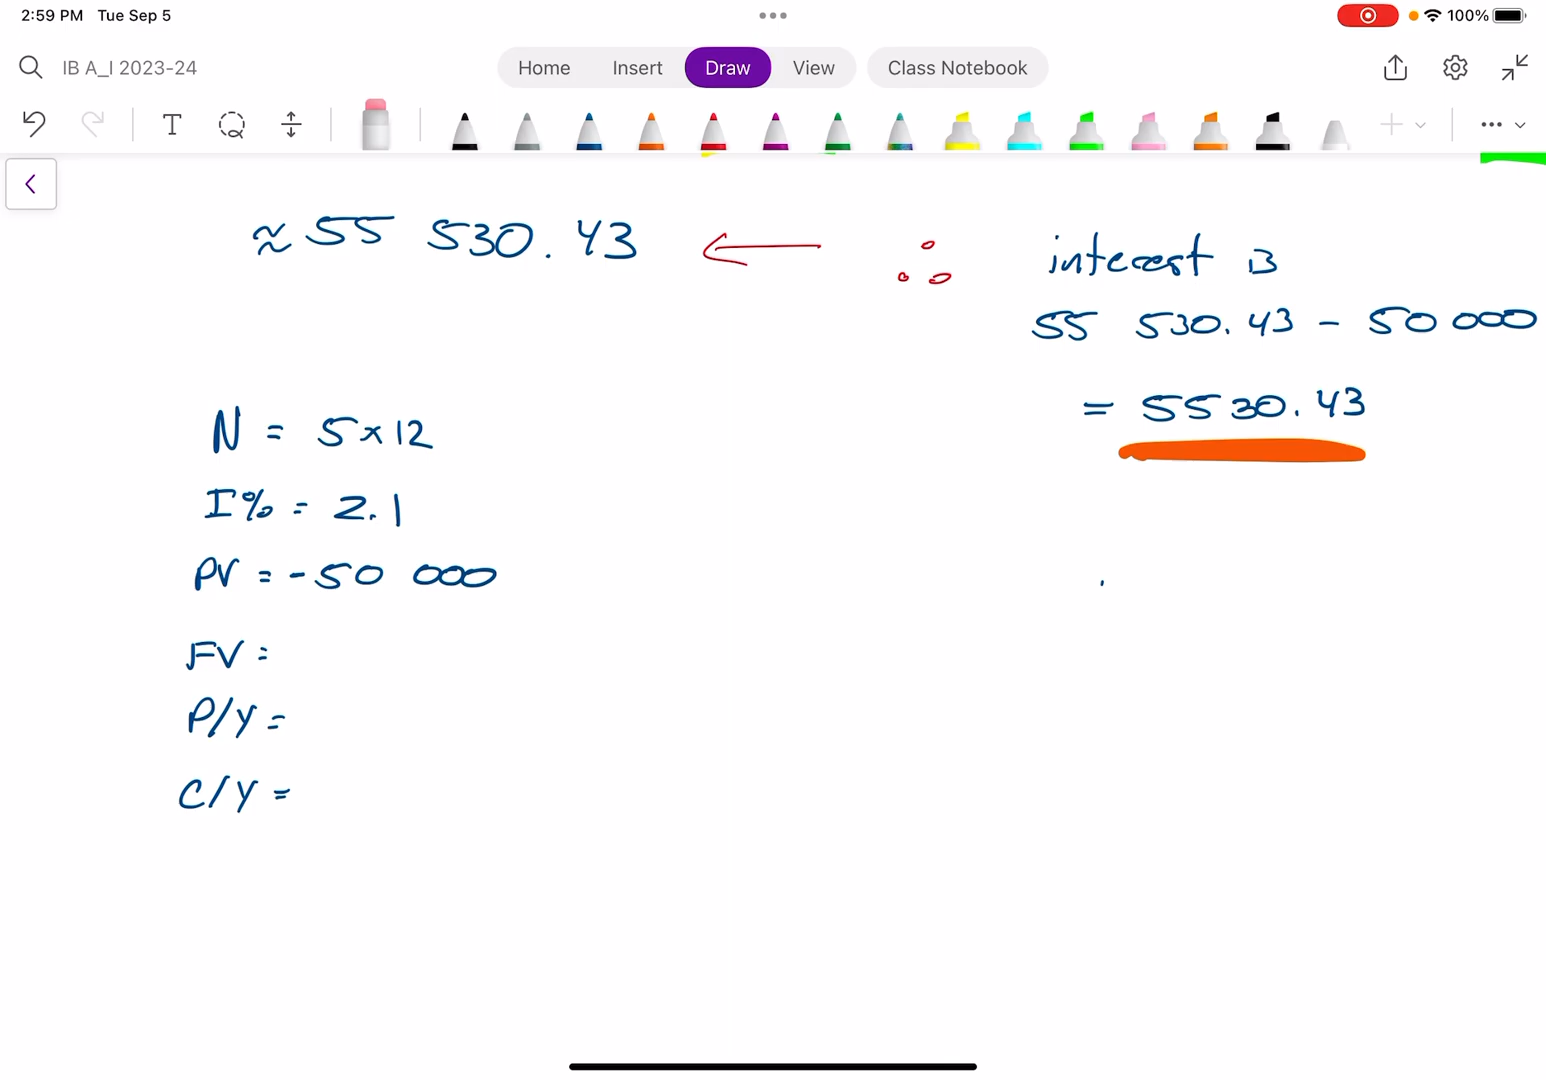 2:59 PM Tue Sep 5
100%
IB A_I 2023-24
Home Insert Draw View Class Notebook
≈ 55 530.43
interest is
55 530.43 - 50 000
= 5530.43
N = 5×12
I% = 2.1
PV = -50 000
FV =
P/Y =
C/Y =